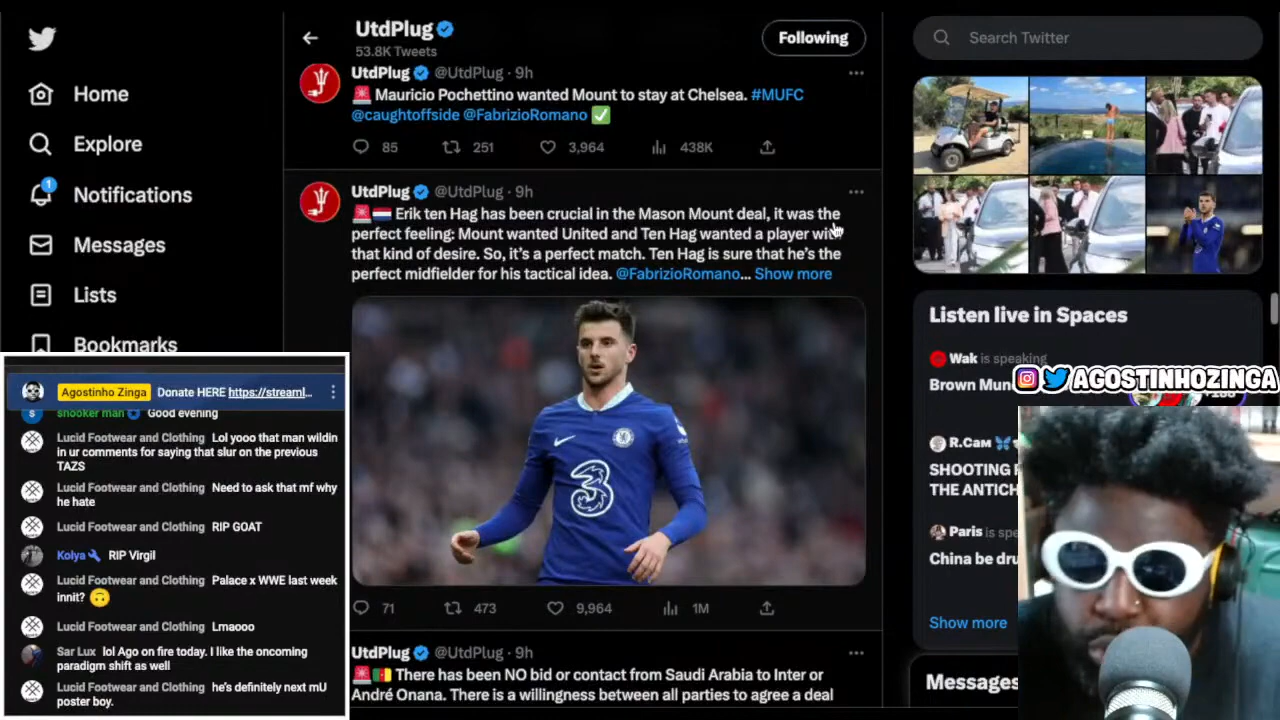 Home
Explore
1
Notifications
Messages
Lists
Bookmarks
UtdPlug
53.8K Tweets
Following
UtdPlug @UtdPlug · 9h
🚨 Mauricio Pochettino wanted Mount to stay at Chelsea. #MUFC
@caughtoffside @FabrizioRomano ✅
85 251 3,964 438K
UtdPlug @UtdPlug · 9h
🚨🇳🇱 Erik ten Hag has been crucial in the Mason Mount deal, it was the
perfect feeling: Mount wanted United and Ten Hag wanted a player with
that kind of desire. So, it's a perfect match. Ten Hag is sure that he's the
perfect midfielder for his tactical idea. @FabrizioRomano... Show more
3
71 473 9,964 1M
UtdPlug @UtdPlug · 9h
🚨🇨🇲 There has been NO bid or contact from Saudi Arabia to Inter or
André Onana. There is a willingness between all parties to agree a deal
Search Twitter
Listen live in Spaces
Wak is speaking
Brown Mun
R.Cам
SHOOTING
THE ANTICH
Paris is spe
China be dru
Show more
Messages
AGOSTINHOZINGA
Agostinho Zinga Donate HERE https://streaml...
snooker man Good evening
Lucid Footwear and Clothing Lol yooo that man wildin
in ur comments for saying that slur on the previous
TAZS
Lucid Footwear and Clothing Need to ask that mf why
he hate
Lucid Footwear and Clothing RIP GOAT
Kolya🔧 RIP Virgil
Lucid Footwear and Clothing Palace x WWE last week
innit? 🙃
Lucid Footwear and Clothing Lmaooo
Sar Lux lol Ago on fire today. I like the oncoming
paradigm shift as well
Lucid Footwear and Clothing he's definitely next mU
poster boy.